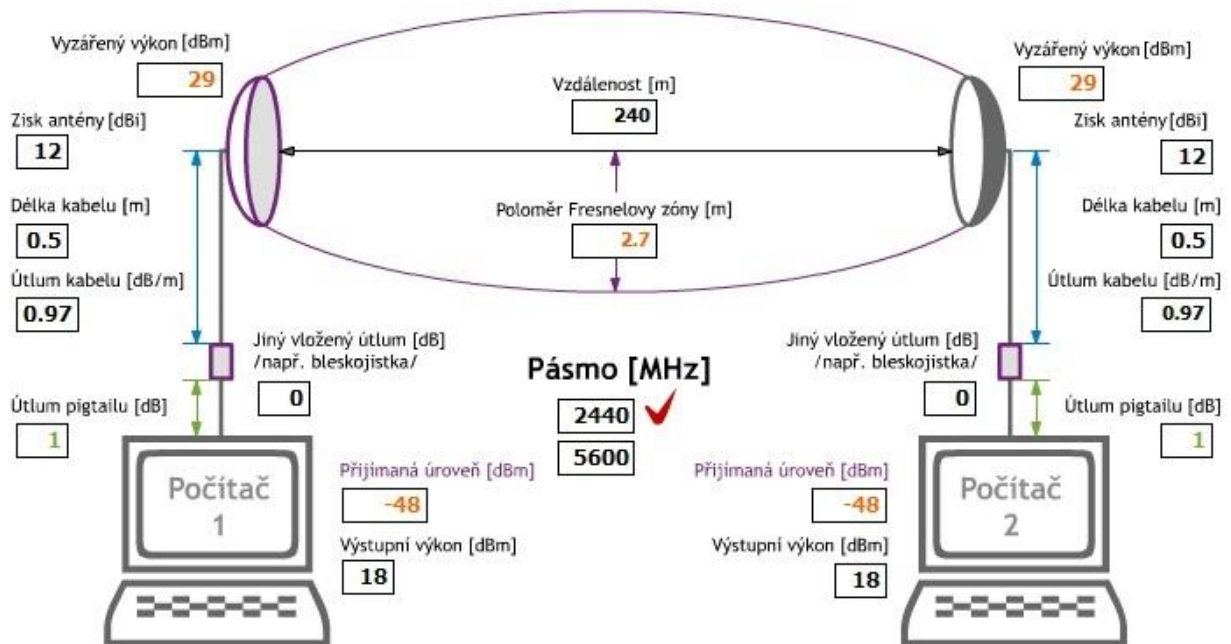 Vyzářený výkon [dBm]
29
Zisk antény [dBi]
12
Délka kabelu [m]
0.5
Útlum kabelu [dB/m]
0.97
Jiný vložený útlum [dB]
/např. bleskojistka/
0
Útlum pigtailu [dB]
1
Počítač
1
Přijímaná úroveň [dBm]
-48
Výstupní výkon [dBm]
18
Vzdálenost [m]
240
Poloměr Fresnelovy zóny [m]
2.7
Pásmo [MHz]
2440
5600
Vyzářený výkon [dBm]
29
Zisk antény [dBi]
12
Délka kabelu [m]
0.5
Útlum kabelu [dB/m]
0.97
Jiný vložený útlum [dB]
/např. bleskojistka/
0
Útlum pigtailu [dB]
1
Přijímaná úroveň [dBm]
-48
Výstupní výkon [dBm]
18
Počítač
2